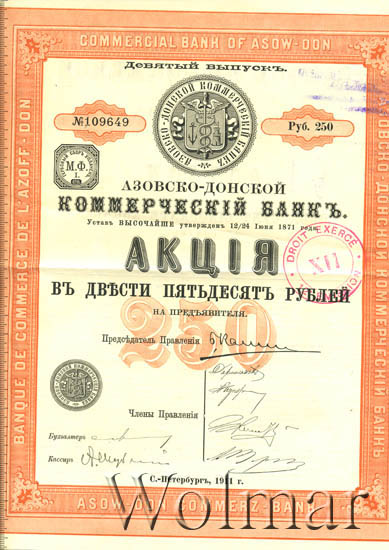 COMMERCIAL BANK OF ASOW-DON
Девятый выпускъ.
АЗОВСКО-ДОНСКОЙ КОММЕРЧЕСКІЙ БАНКЪ
№109649
Руб. 250
М.Ф.
I.
АЗОВСКО-ДОНСКОЙ
КОММЕРЧЕСКІЙ БАНКЪ.
Уставъ ВЫСОЧАЙШЕ утвержденъ 12/24 Іюня 1871 года.
АКЦІЯ
DROIT EXERCÉ
XII
ВЪ ДВѢСТИ ПЯТЬДЕСЯТЪ РУБЛЕЙ
НА ПРЕДЪЯВИТЕЛЯ.
250
Предсѣдатель Правленія
Члены Правленія
Бухгалтеръ
Кассиръ
С.-Петербургъ, 1911 г.
ASOW-DON COMMERZ-BANK
BANQUE DE COMMERCE DE L'AZOFF-DON
АЗОВСКО-ДОНСКОЙ КОММЕРЧЕСКІЙ БАНКЪ
Wolmar